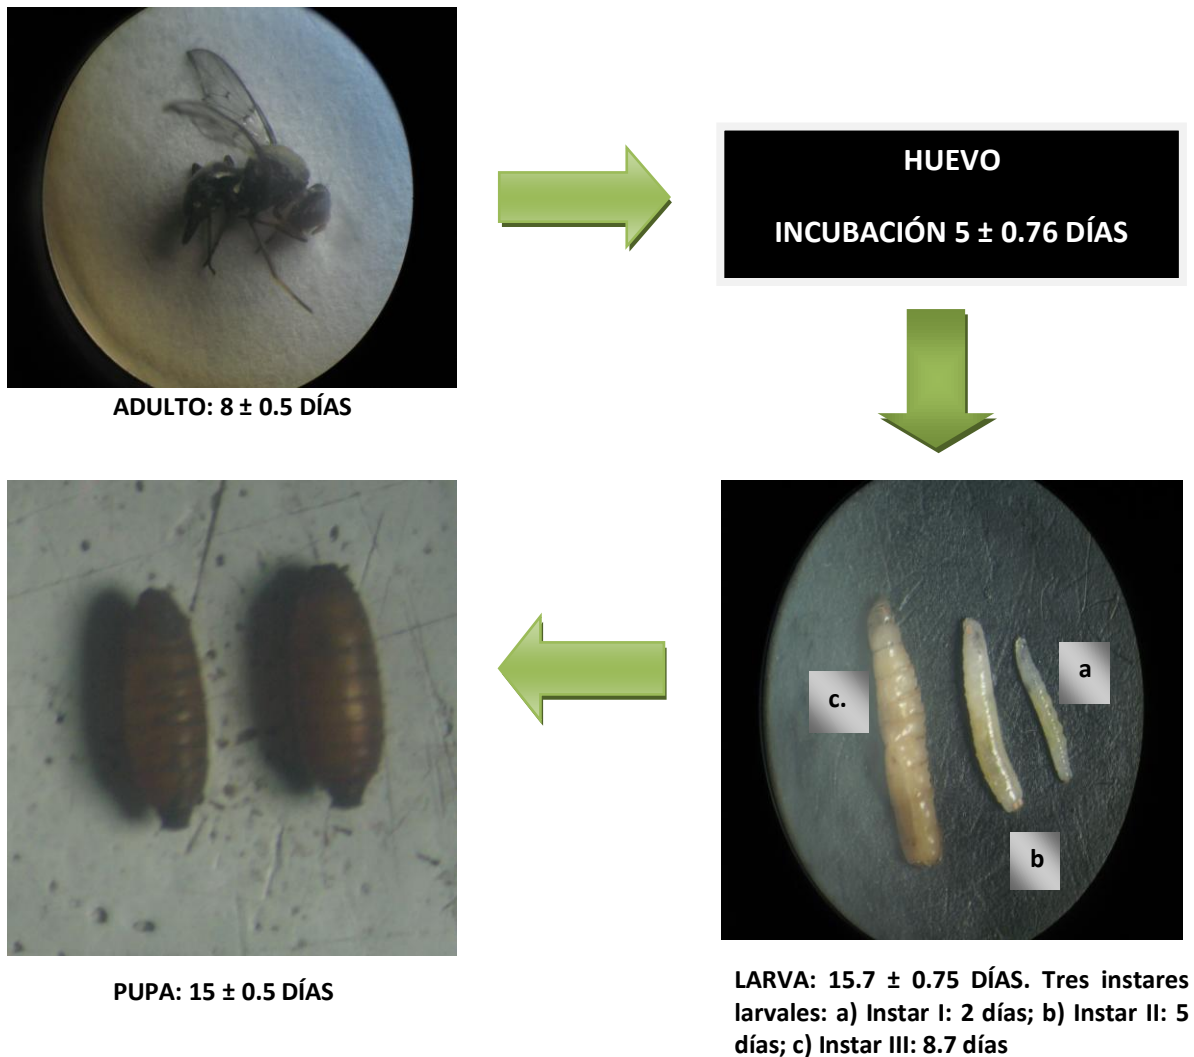 HUEVO
INCUBACIÓN 5 ± 0.76 DÍAS
ADULTO: 8 ± 0.5 DÍAS
a
c.
b
PUPA: 15 ± 0.5 DÍAS
LARVA: 15.7 ± 0.75 DÍAS. Tres instares
larvales: a) Instar I: 2 días; b) Instar II: 5
días; c) Instar III: 8.7 días